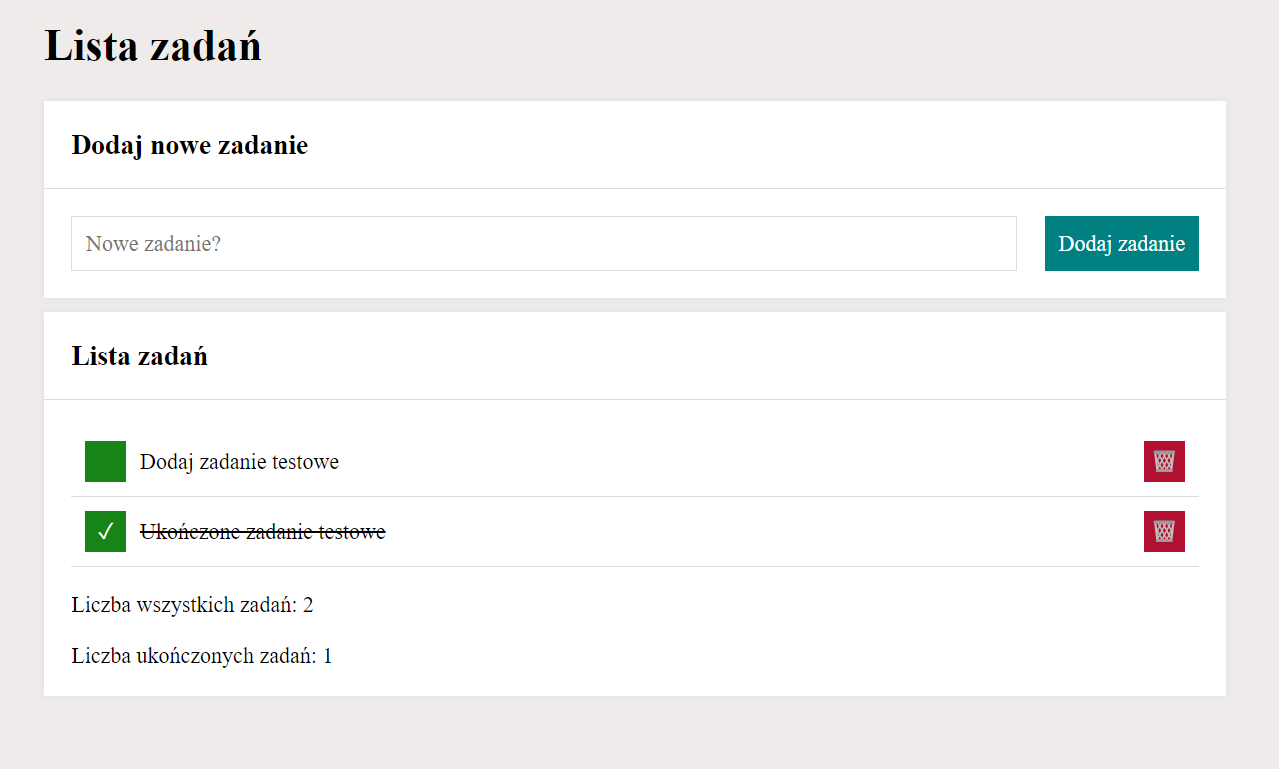 Lista zadań
Dodaj nowe zadanie
Nowe zadanie?
Dodaj zadanie
Lista zadań
Dodaj zadanie testowe
✓ Ukończone zadanie testowe
Liczba wszystkich zadań: 2
Liczba ukończonych zadań: 1